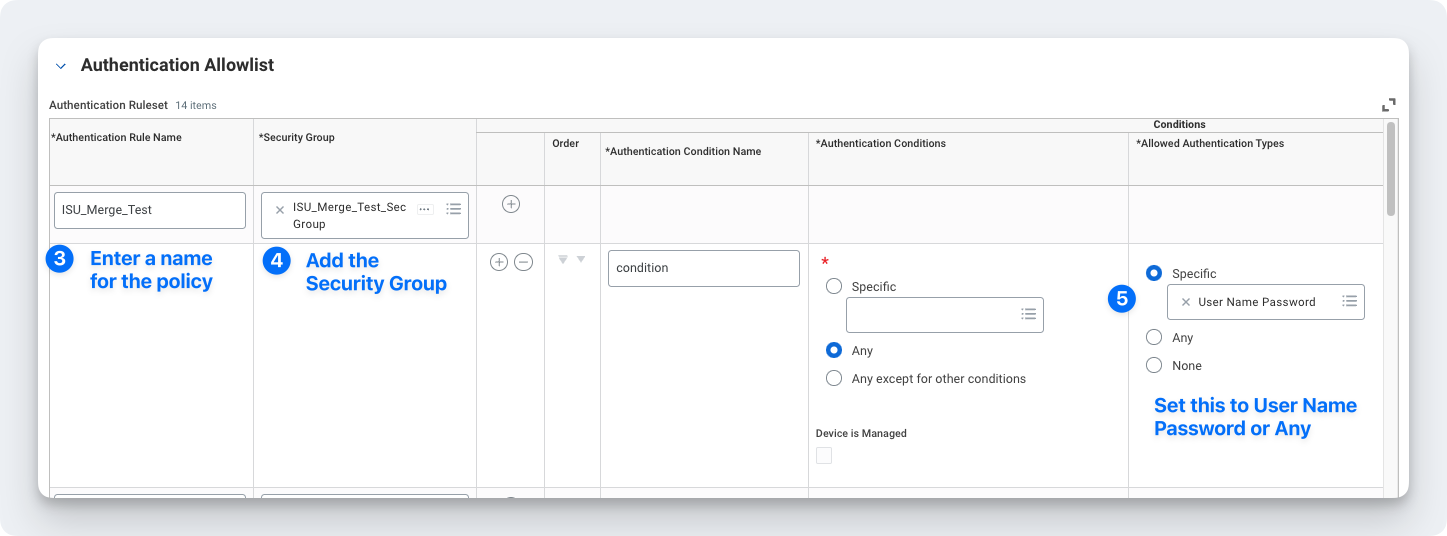 Authentication Allowlist
Authentication Ruleset 14 items
Conditions
*Authentication Rule Name
*Security Group
Order
*Authentication Condition Name
*Authentication Conditions
*Allowed Authentication Types
ISU_Merge_Test
ISU_Merge_Test_Sec
Group
3 Enter a name
for the policy
4 Add the
Security Group
condition
*
Specific
Any
Any except for other conditions
Device is Managed
5
Specific
User Name Password
Any
None
Set this to User Name
Password or Any